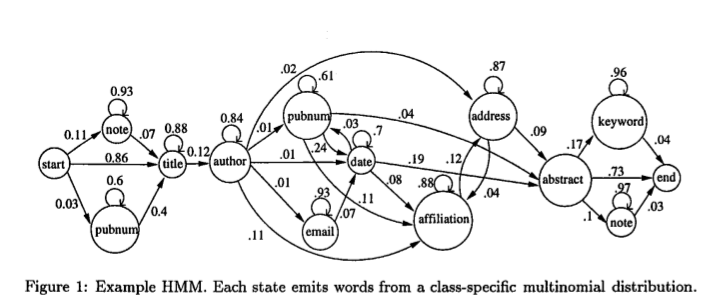 .02
.87
.96
0.93
.61
0.11
note
.07
0.88
0.84
pubnum
.04
address
.09
keyword
.01
.03
.7
.17
.04
start
0.86
title
0.12
author
.01
.24
date
.19
.12
abstract
.73
end
0.03
0.6
0.4
pubnum
.01
.93
email
.07
.08
.11
.88
affiliation
.04
.1
.97
note
.03
.11
Figure 1: Example HMM. Each state emits words from a class-specific multinomial distribution.